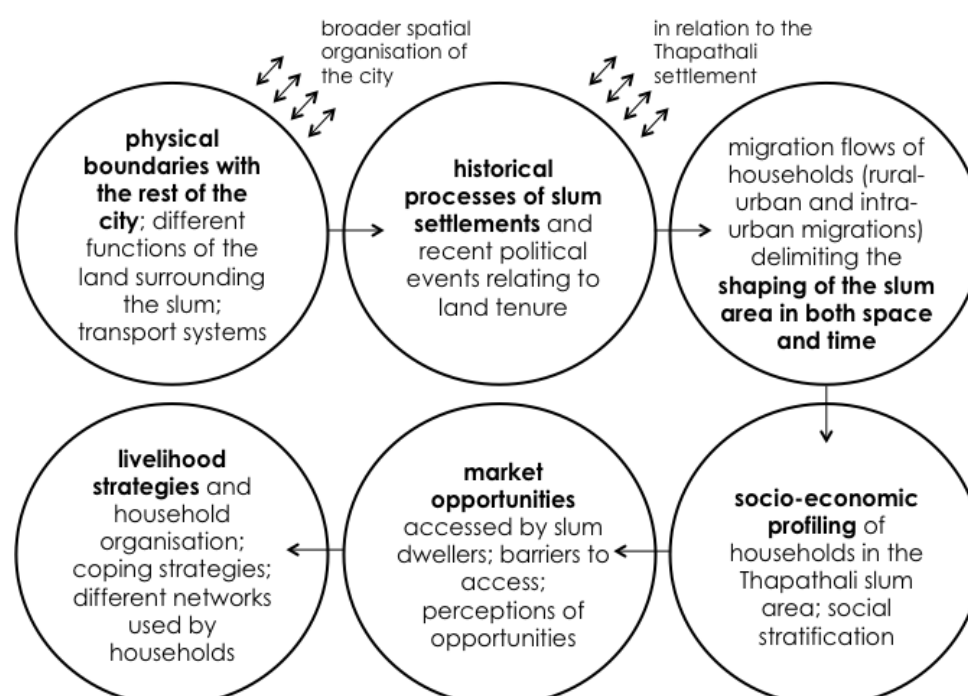 broader spatial
organisation of
the city
in relation to the
Thapathali
settlement
physical
boundaries with
the rest of the
city; different
functions of the
land surrounding
the slum;
transport systems
historical
processes of slum
settlements and
recent political
events relating to
land tenure
migration flows of
households (rural-
urban and intra-
urban migrations)
delimiting the
shaping of the slum
area in both space
and time
socio-economic
profiling of
households in the
Thapathali slum
area; social
stratification
market
opportunities
accessed by slum
dwellers; barriers to
access;
perceptions of
opportunities
livelihood
strategies and
household
organisation;
coping strategies;
different networks
used by
households